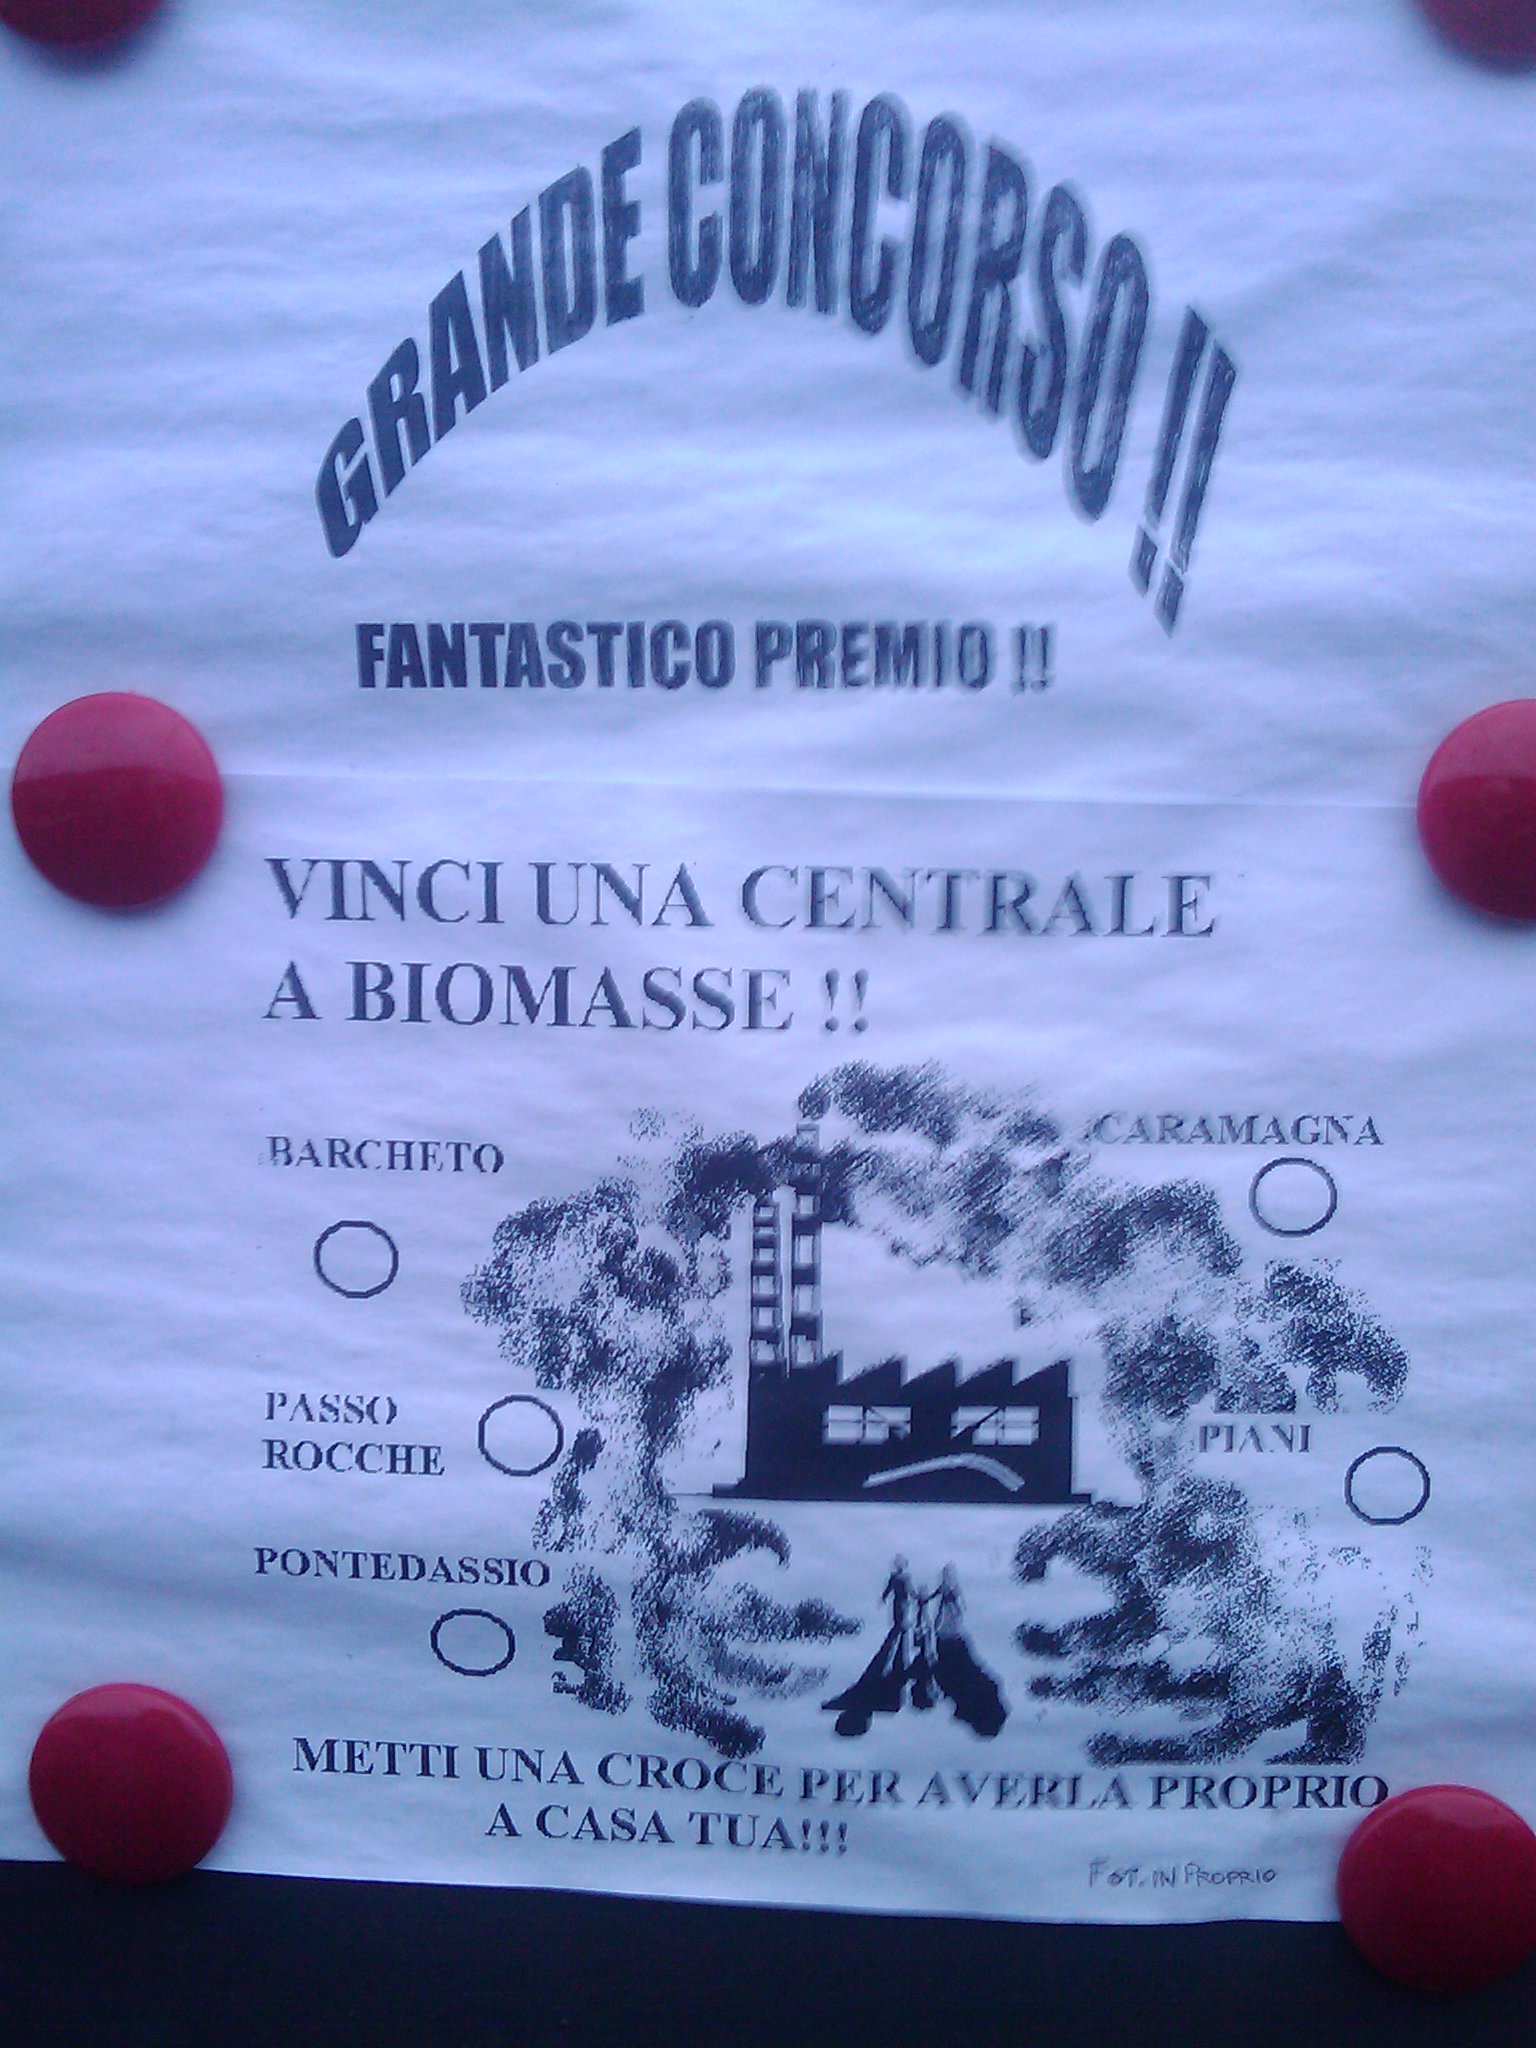 GRANDE CONCORSO !!
FANTASTICO PREMIO !!
VINCI UNA CENTRALE
A BIOMASSE !!
BARCHETO
CARAMAGNA
PASSO
ROCCHE
PIANI
PONTEDASSIO
METTI UNA CROCE PER AVERLA PROPRIO
A CASA TUA!!!
FOT. IN PROPRIO